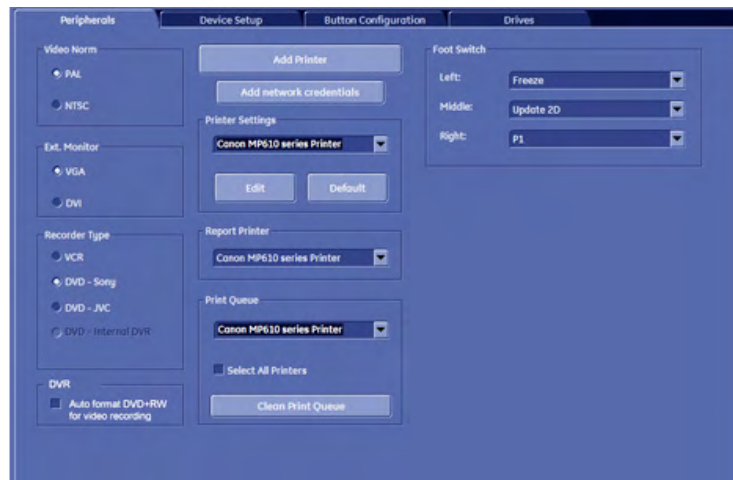 Peripherals
Device Setup
Button Configuration
Drives
Video Norm
PAL
NTSC
Ext. Monitor
VGA
DVI
Recorder Type
VCR
DVD - Sony
DVD - JVC
DVD - Internal DVR
DVR
Auto format DVD+RW
for video recording
Add Printer
Add network credentials
Printer Settings
Canon MP610 series Printer
Edit
Default
Report Printer
Canon MP610 series Printer
Print Queue
Canon MP610 series Printer
Select All Printers
Clean Print Queue
Foot Switch
Left:
Freeze
Middle:
Update 2D
Right:
P1